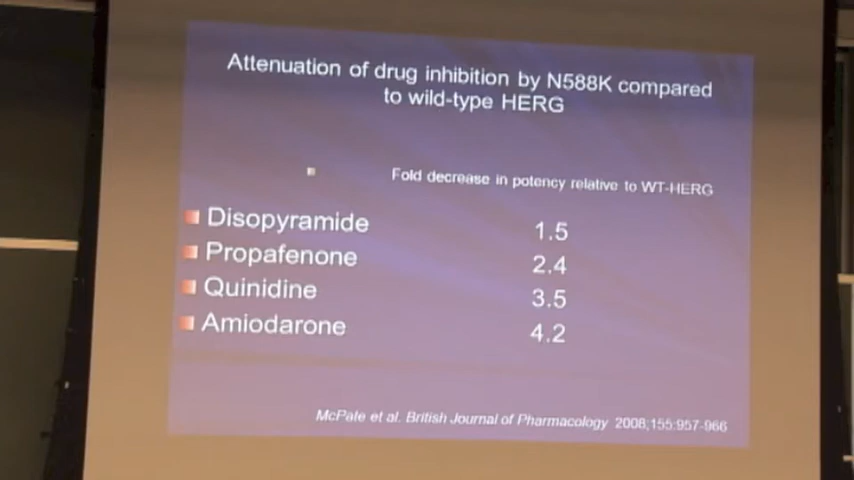 Attenuation of drug inhibition by N588K compared
to wild-type HERG
Fold decrease in potency relative to WT-HERG
Disopyramide 1.5
Propafenone 2.4
Quinidine 3.5
Amiodarone 4.2
McPate et al. British Journal of Pharmacology 2008;155:957-966